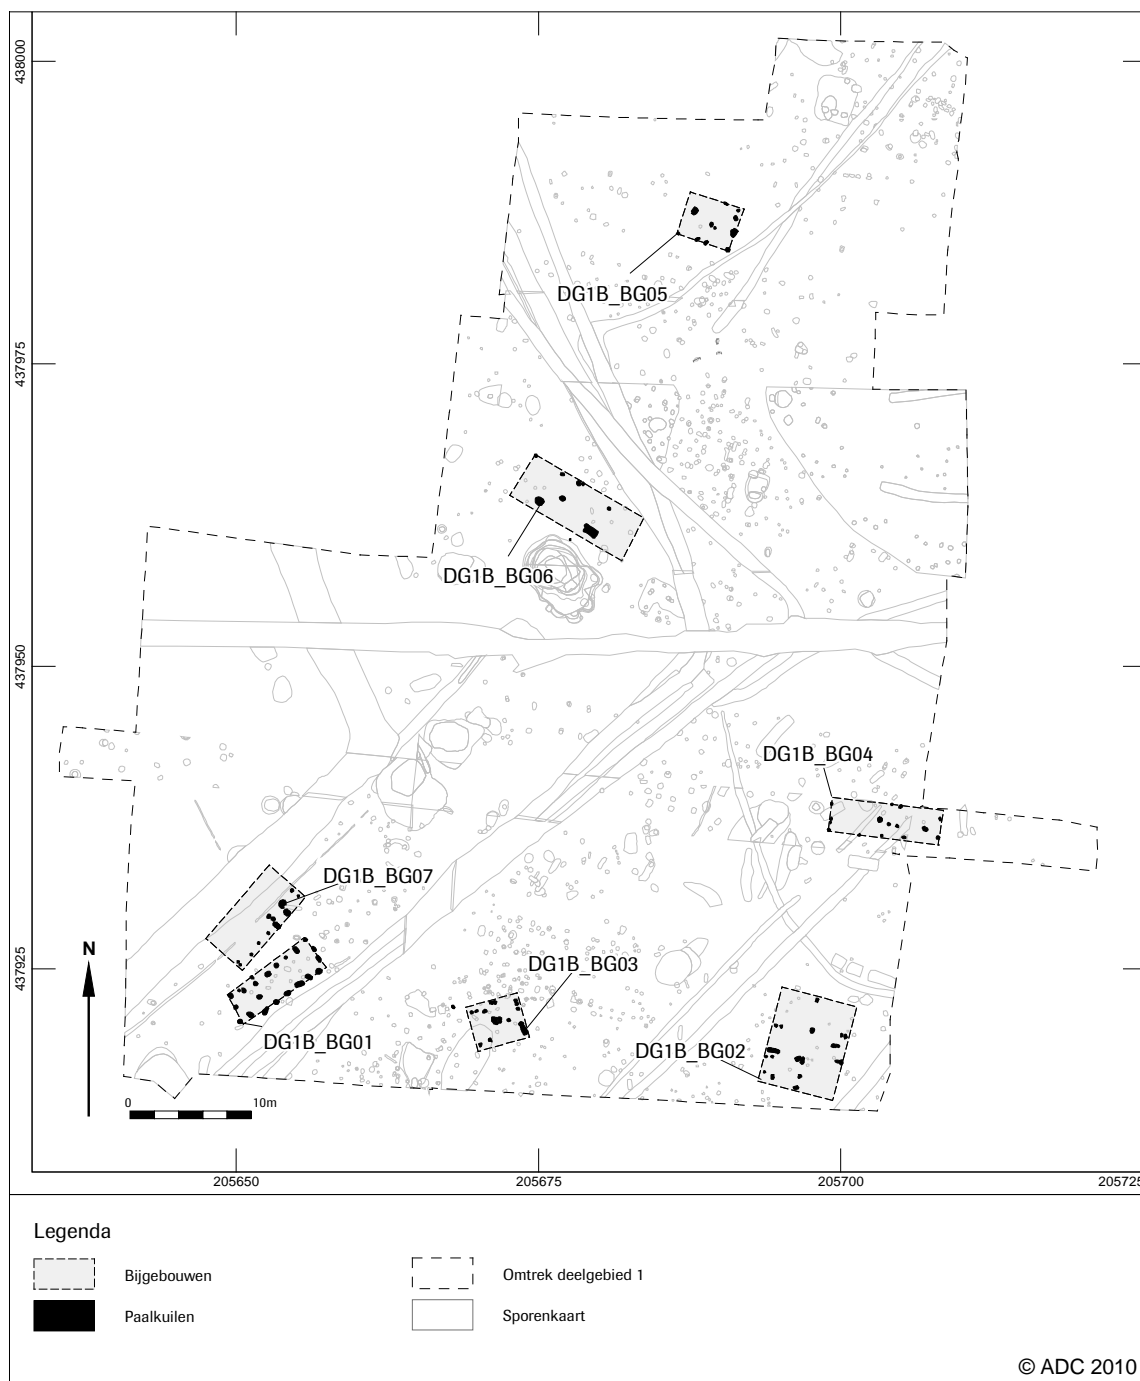 438000
437975
437950
437925
DG1B_BG05
DG1B_BG06
DG1B_BG04
DG1B_BG07
DG1B_BG03
DG1B_BG01
DG1B_BG02
N
0 10m
205650 205675 205700 205725
Legenda
Bijgebouwen
Omtrek deelgebied 1
Paalkuilen
Sporenkaart
© ADC 2010